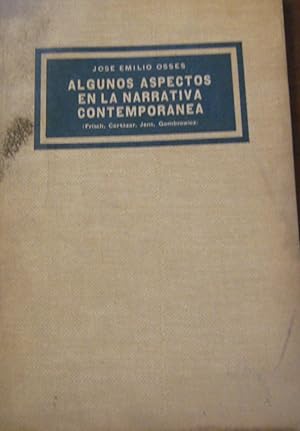 JOSE EMILIO OSSES
ALGUNOS ASPECTOS
EN LA NARRATIVA
CONTEMPORANEA
(Frisch, Cortázar, Jens, Gombrowicz)